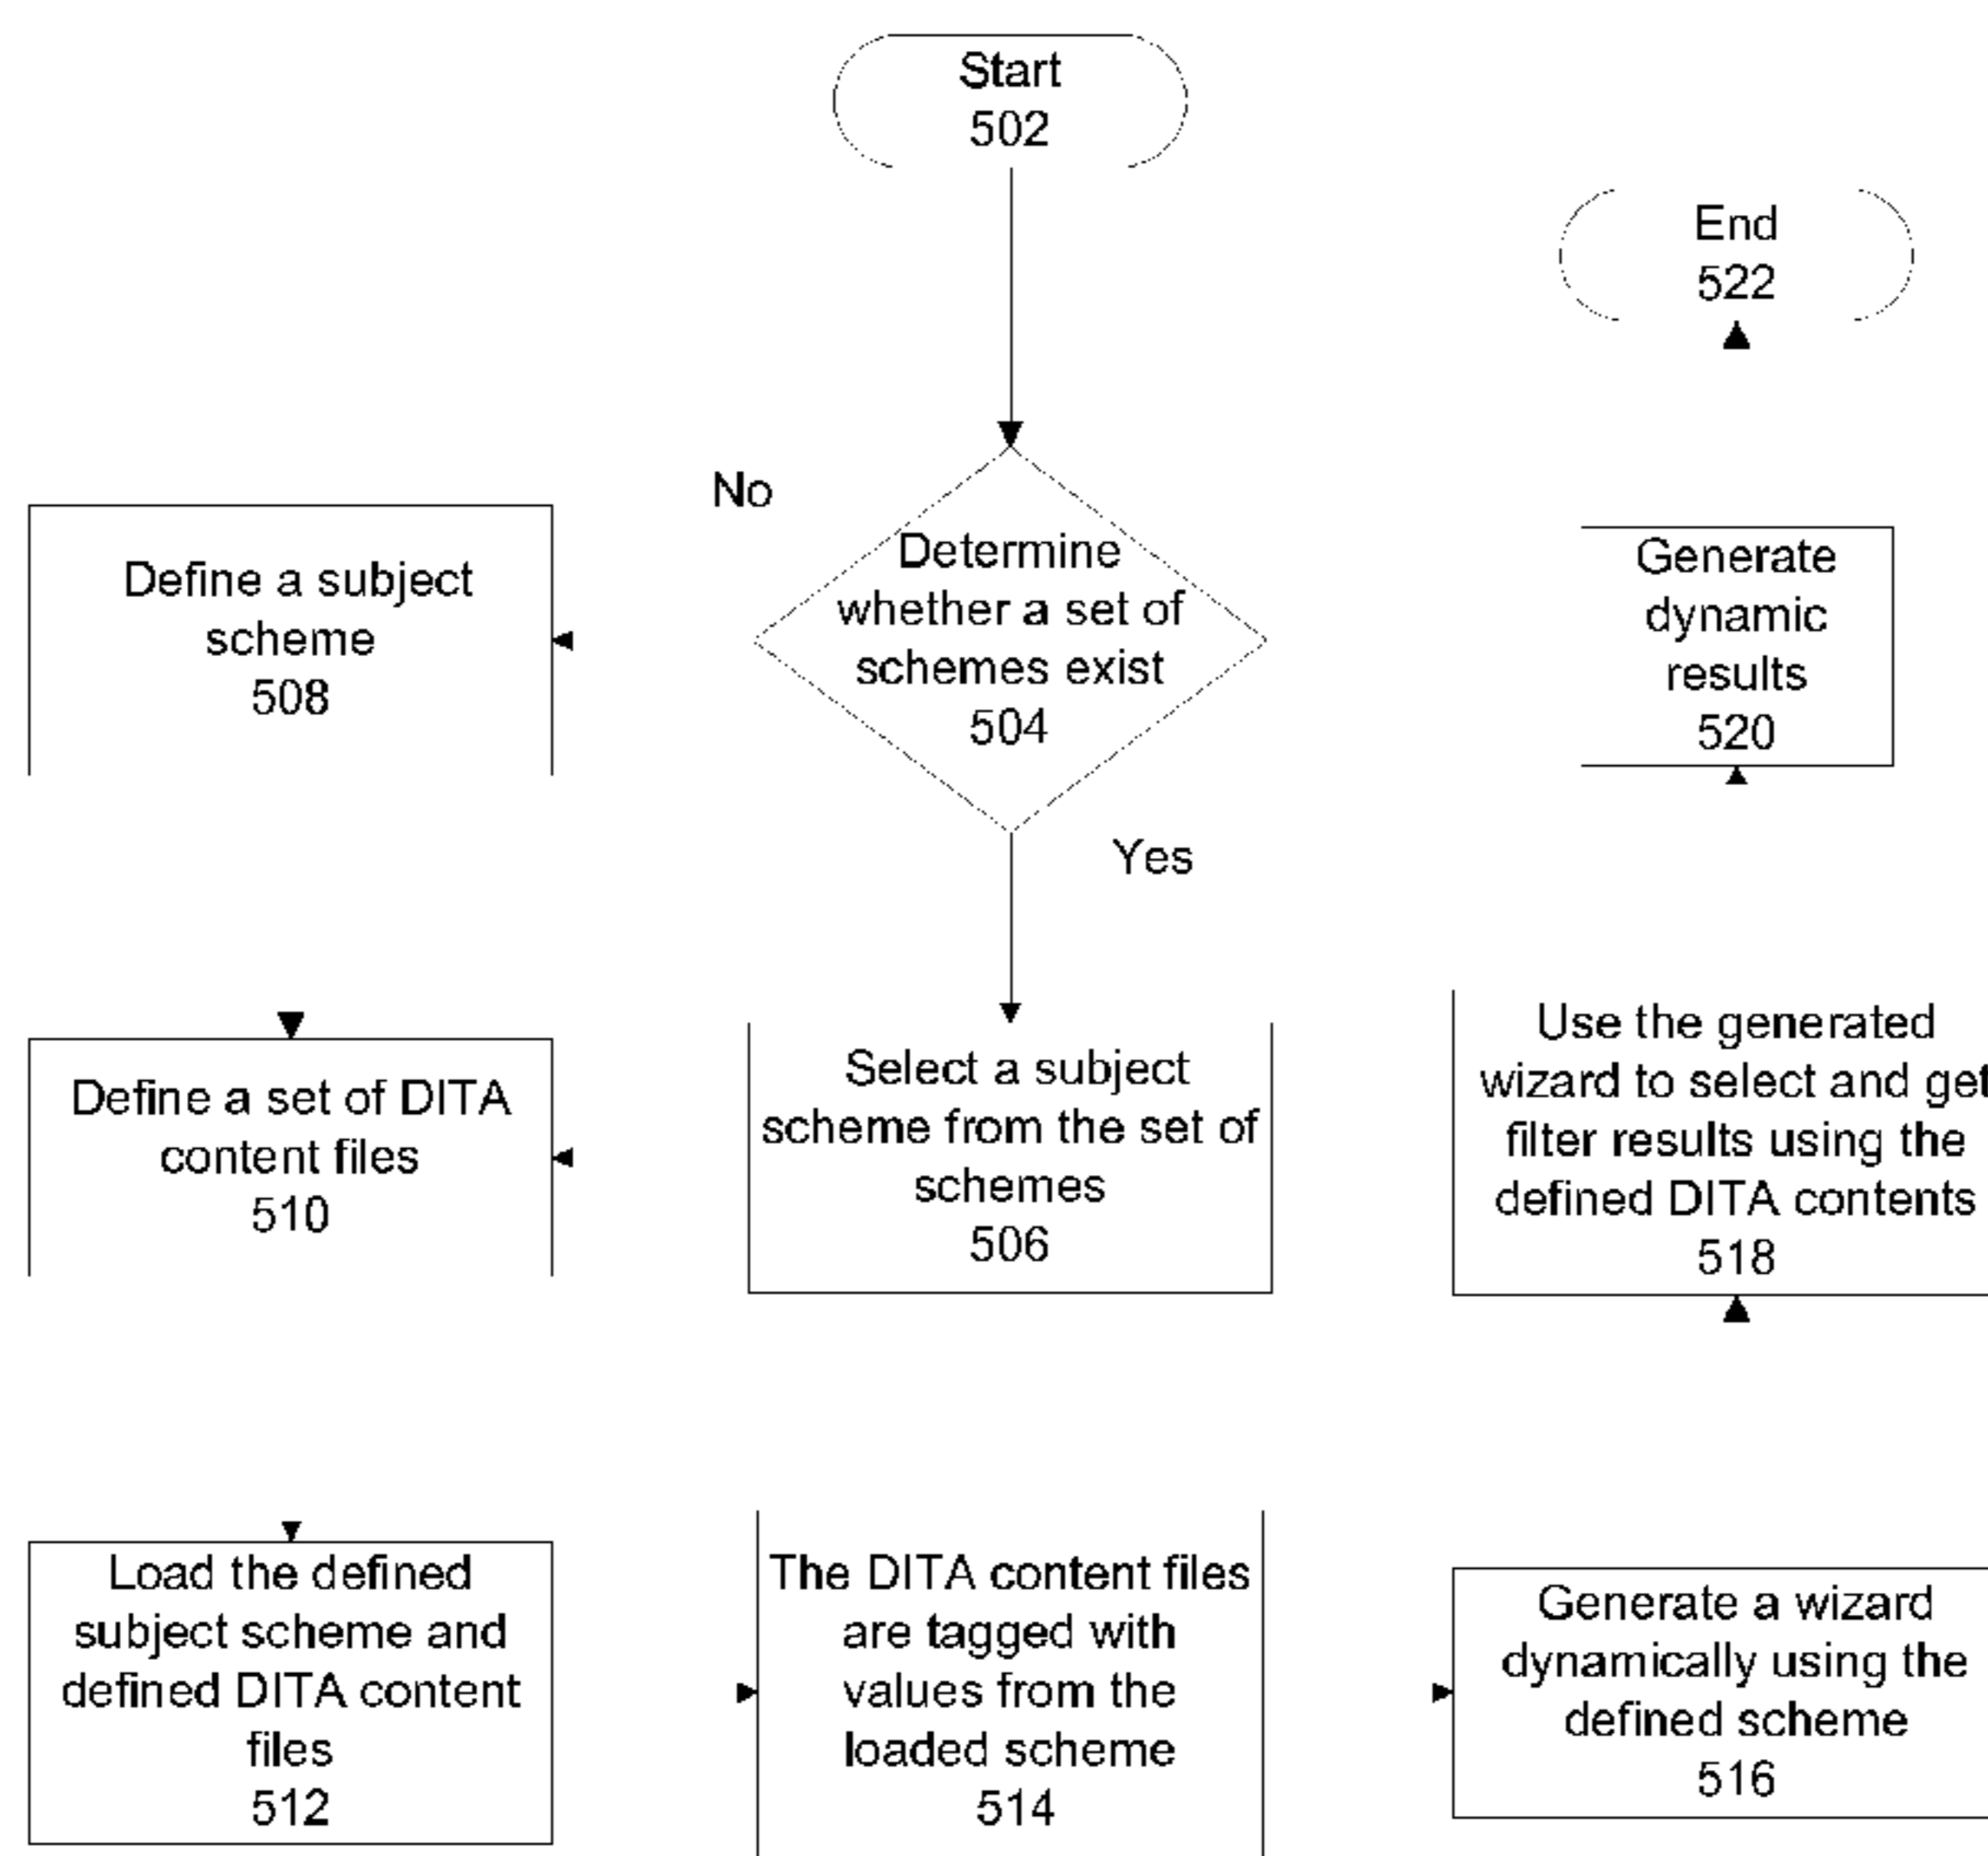 Start
502
No
Determine
whether a set of
schemes exist
504
Yes
Select a subject
scheme from the set of
schemes
506
Define a subject
scheme
508
Define a set of DITA
content files
510
Load the defined
subject scheme and
defined DITA content
files
512
The DITA content files
are tagged with
values from the
loaded scheme
514
Generate a wizard
dynamically using the
defined scheme
516
Use the generated
wizard to select and get
filter results using the
defined DITA contents
518
Generate
dynamic
results
520
End
522